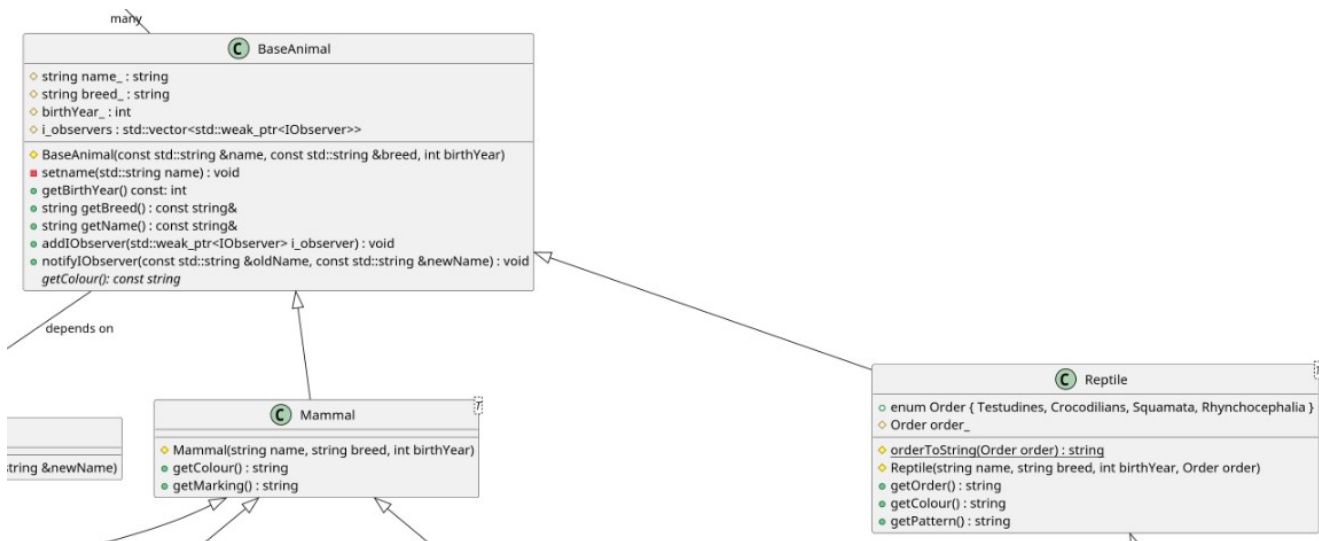 many
C BaseAnimal
string name_ : string
string breed_ : string
birthYear_ : int
i_observers : std::vector<std::weak_ptr<IObserver>>
BaseAnimal(const std::string &name, const std::string &breed, int birthYear)
setname(std::string name) : void
getBirthYear() const: int
string getBreed() : const string&
string getName() : const string&
addIObserver(std::weak_ptr<IObserver> i_observer) : void
notifyIObserver(const std::string &oldName, const std::string &newName) : void
getColour(): const string
depends on
tring &newName)
C Mammal
T
Mammal(string name, string breed, int birthYear)
getColour() : string
getMarking() : string
C Reptile
T
enum Order { Testudines, Crocodilians, Squamata, Rhynchocephalia }
Order order_
orderToString(Order order) : string
Reptile(string name, string breed, int birthYear, Order order)
getOrder() : string
getColour() : string
getPattern() : string